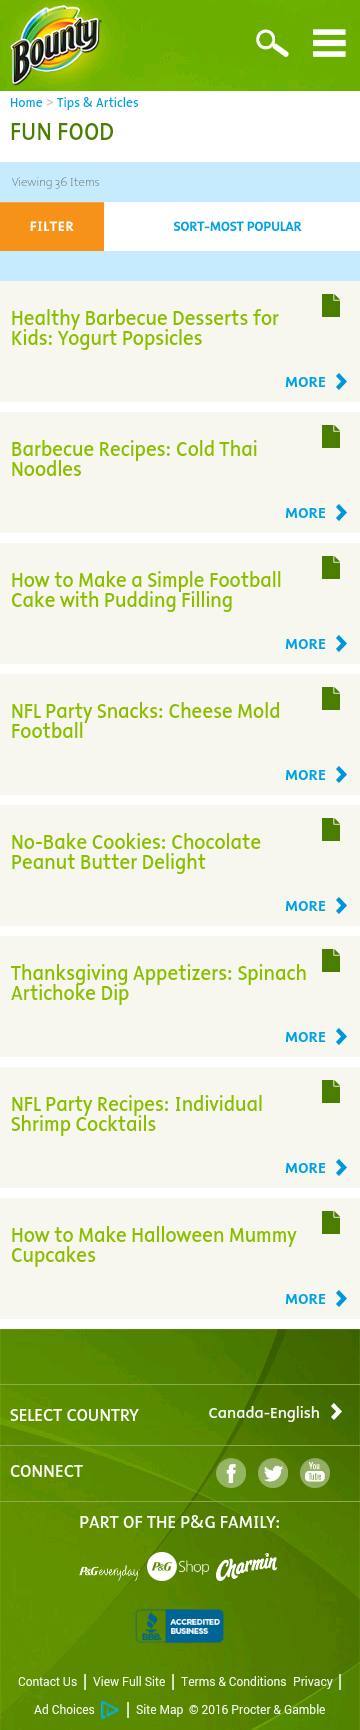 Bounty
Home > Tips & Articles
FUN FOOD
Viewing 36 Items
FILTER
SORT-MOST POPULAR
Healthy Barbecue Desserts for
Kids: Yogurt Popsicles
MORE
Barbecue Recipes: Cold Thai
Noodles
MORE
How to Make a Simple Football
Cake with Pudding Filling
MORE
NFL Party Snacks: Cheese Mold
Football
MORE
No-Bake Cookies: Chocolate
Peanut Butter Delight
MORE
Thanksgiving Appetizers: Spinach
Artichoke Dip
MORE
NFL Party Recipes: Individual
Shrimp Cocktails
MORE
How to Make Halloween Mummy
Cupcakes
MORE
SELECT COUNTRY Canada-English
CONNECT f You Tube
PART OF THE P&G FAMILY:
P&G everyday P&G Shop Charmin
BBB ACCREDITED
BUSINESS
Contact Us | View Full Site | Terms & Conditions Privacy |
Ad Choices | Site Map © 2016 Procter & Gamble